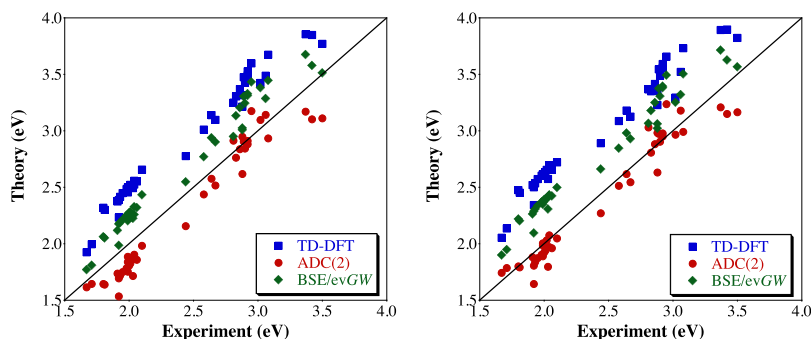 4.0
3.5
3.0
2.5
2.0
1.5
Theory (eV)
1.5 2.0 2.5 3.0 3.5 4.0
Experiment (eV)
TD-DFT
ADC(2)
BSE/evGW
4.0
3.5
3.0
2.5
2.0
1.5
Theory (eV)
1.5 2.0 2.5 3.0 3.5 4.0
Experiment (eV)
TD-DFT
ADC(2)
BSE/evGW